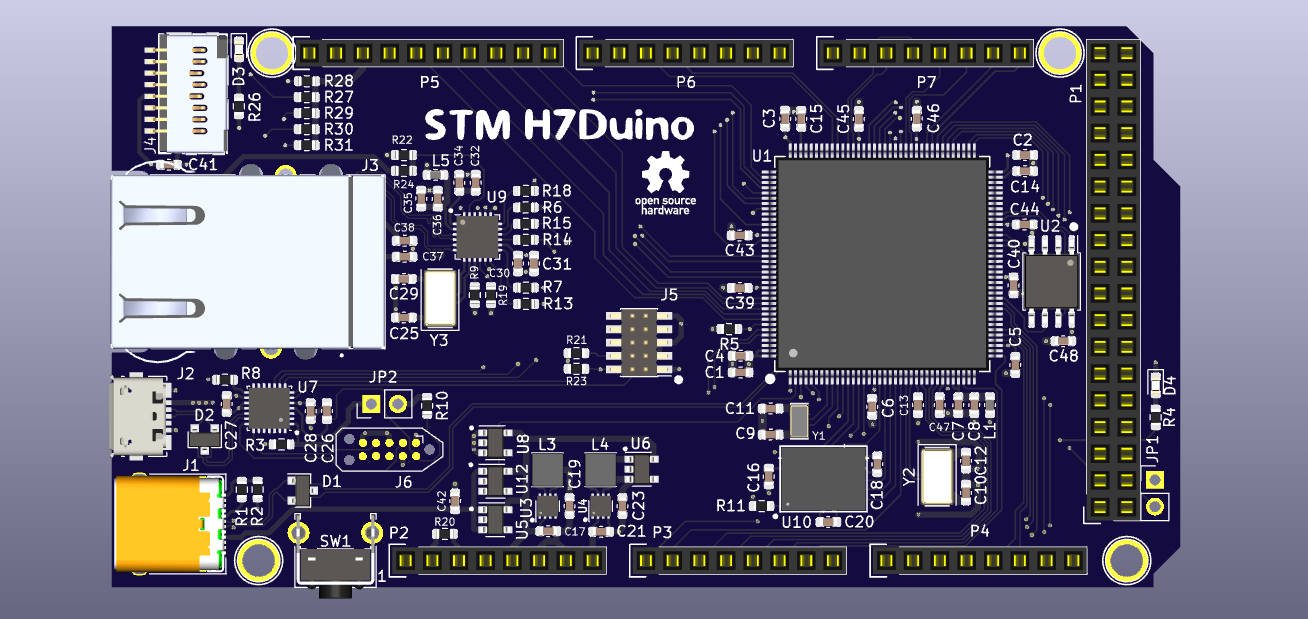 D3
J4
R26
R28
R27
R29
R30
R31
C41
P5
P6
P7
P1
STM H7Duino
open source
hardware
J3
R22
R24
L5
C34
C32
C35
C36
U9
R18
R6
R15
R14
C31
C38
C37
C29
C25
R9
C30
R19
R7
R13
Y3
C3
C15
C45
C46
U1
C2
C14
C44
U2
C40
C43
C39
C5
C48
J5
R5
C4
C1
R21
R23
J2
R8
D2
C27
U7
R3
C28
C26
JP2
R10
J6
J1
R1
R2
D1
SW1
1
P2
C42
R20
U8
U12
U5
L3
C19
L4
U6
U3
U4
C23
C17
C21
P3
C11
C9
Y1
C6
C13
C47
C7
C8
L1
C16
R11
U10
C18
C20
Y2
C12
C10
P4
D4
R4
JP1